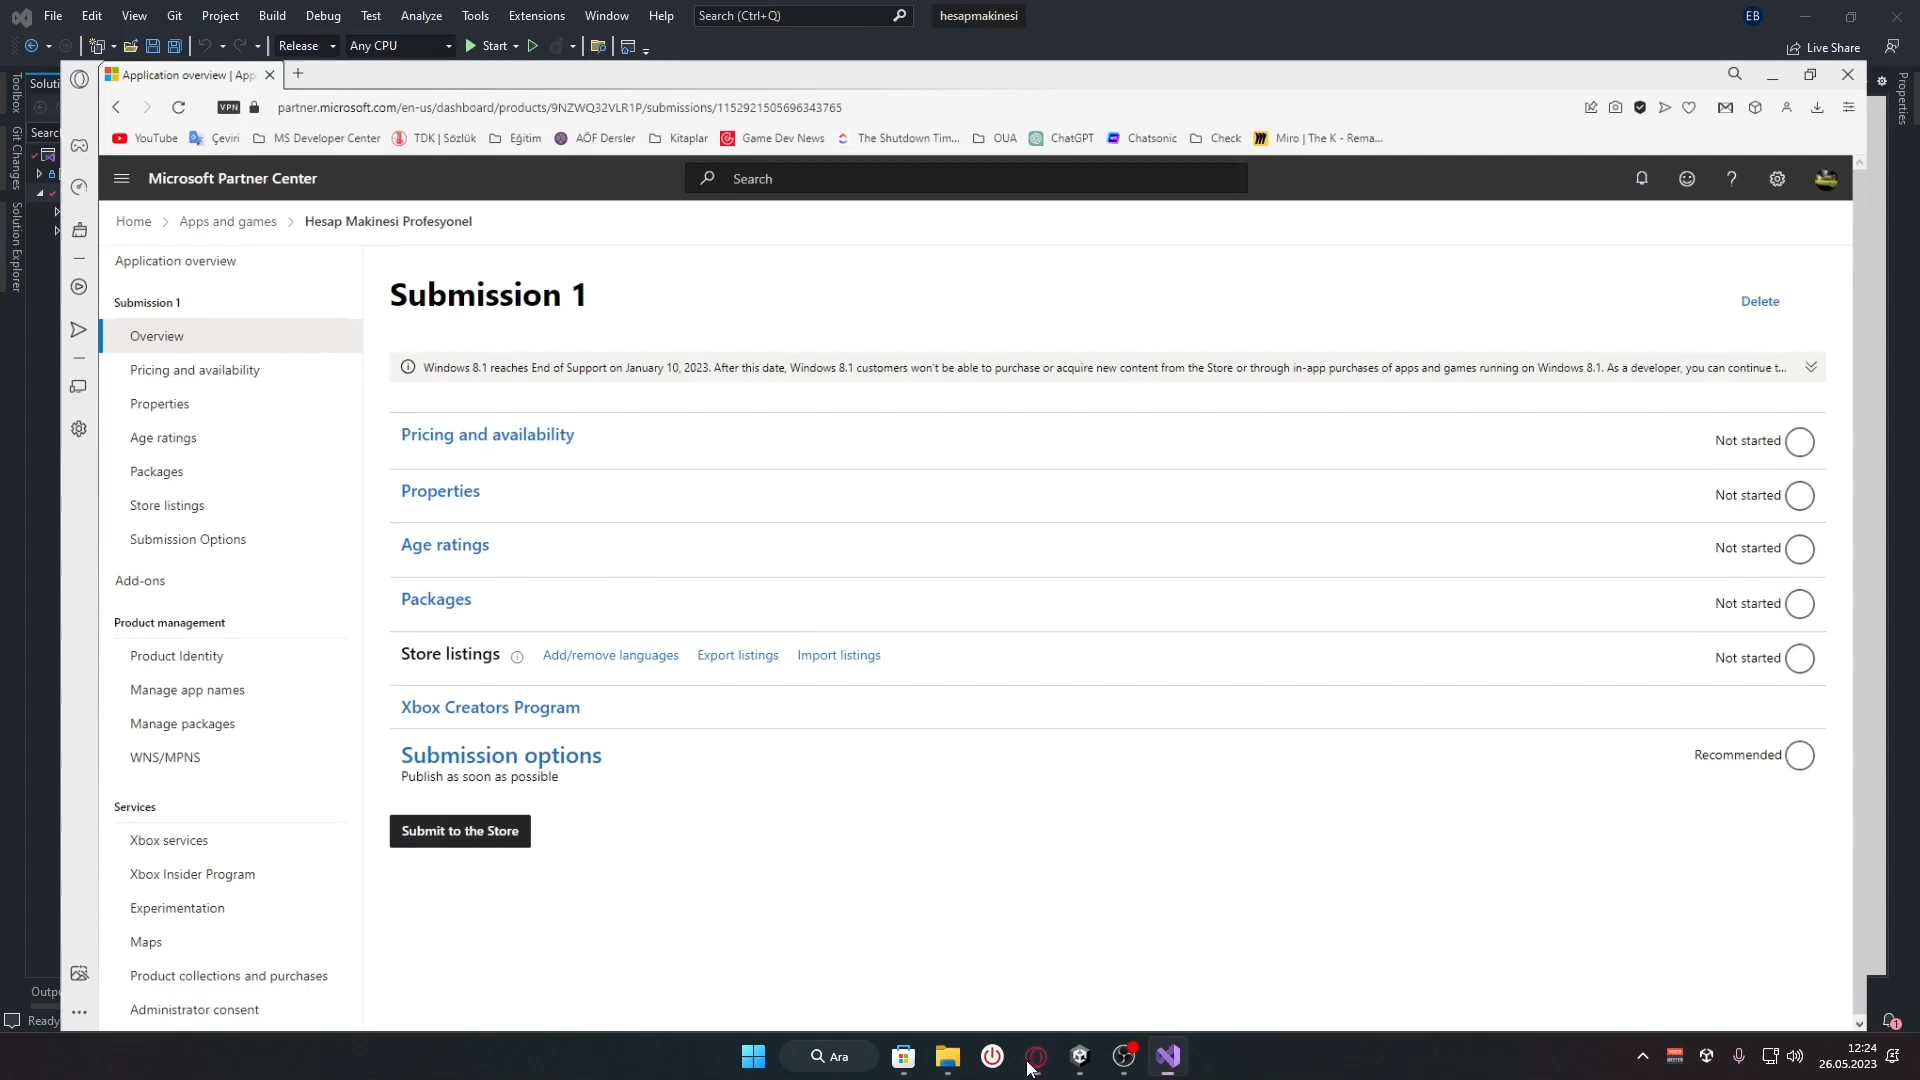 File Edit View Git Project Build Debug Test Analyze Tools Extensions Window Help Search (Ctrl+Q) hesapmakinesi EB
Release Any CPU Start Live Share
Toolbox
Git Changes
Solution Explorer
Properties
Soluti
Search
Application overview | App
VPN partner.microsoft.com/en-us/dashboard/products/9NZWQ32VLR1P/submissions/1152921505696343765
YouTube Çeviri MS Developer Center TDK | Sözlük Eğitim AÖF Dersler Kitaplar Game Dev News The Shutdown Tim... OUA ChatGPT Chatsonic Check Miro | The K - Rema...
Microsoft Partner Center Search
Home Apps and games Hesap Makinesi Profesyonel
Application overview
Submission 1
Overview
Pricing and availability
Properties
Age ratings
Packages
Store listings
Submission Options
Add-ons
Product management
Product Identity
Manage app names
Manage packages
WNS/MPNS
Services
Xbox services
Xbox Insider Program
Experimentation
Maps
Product collections and purchases
Administrator consent
Submission 1
Delete
Windows 8.1 reaches End of Support on January 10, 2023. After this date, Windows 8.1 customers won't be able to purchase or acquire new content from the Store or through in-app purchases of apps and games running on Windows 8.1. As a developer, you can continue t...
Pricing and availability Not started
Properties Not started
Age ratings Not started
Packages Not started
Store listings Add/remove languages Export listings Import listings Not started
Xbox Creators Program
Submission options Recommended
Publish as soon as possible
Submit to the Store
Outpu
Ready
Ara
12:24
26.05.2023
1